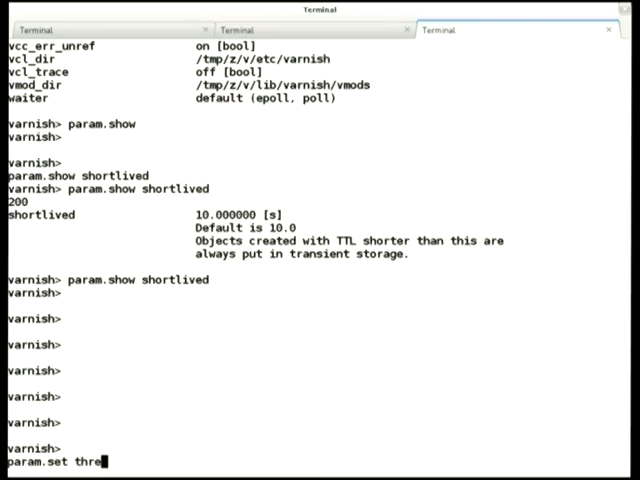 Terminal
Terminal
Terminal
Terminal
vcc_err_unref on [bool]
vcl_dir /tmp/z/v/etc/varnish
vcl_trace off [bool]
vmod_dir /tmp/z/v/lib/varnish/vmods
waiter default (epoll, poll)
varnish> param.show
varnish>
varnish>
param.show shortlived
varnish> param.show shortlived
200
shortlived 10.000000 [s]
Default is 10.0
Objects created with TTL shorter than this are
always put in transient storage.
varnish> param.show shortlived
varnish>
varnish>
varnish>
varnish>
varnish>
varnish>
varnish>
param.set thre